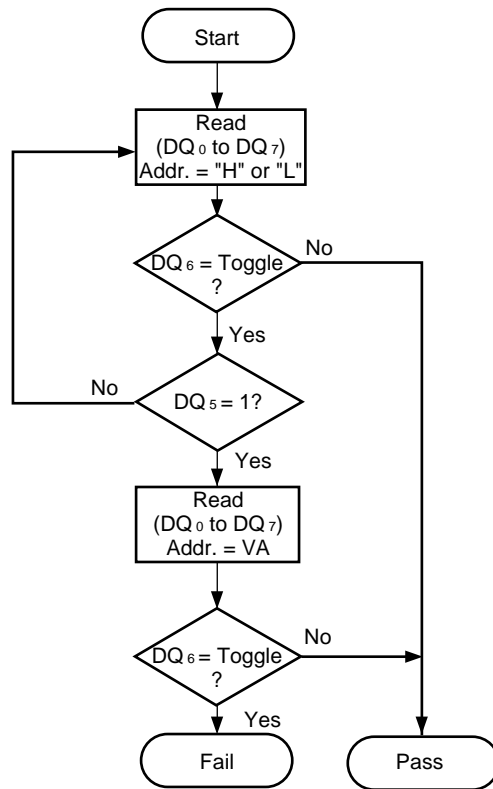 Start
Read
(DQ0 to DQ7)
Addr. = "H" or "L"
No
DQ6 = Toggle
?
Yes
No
DQ5 = 1?
Yes
Read
(DQ0 to DQ7)
Addr. = VA
No
DQ6 = Toggle
?
Yes
Fail
Pass